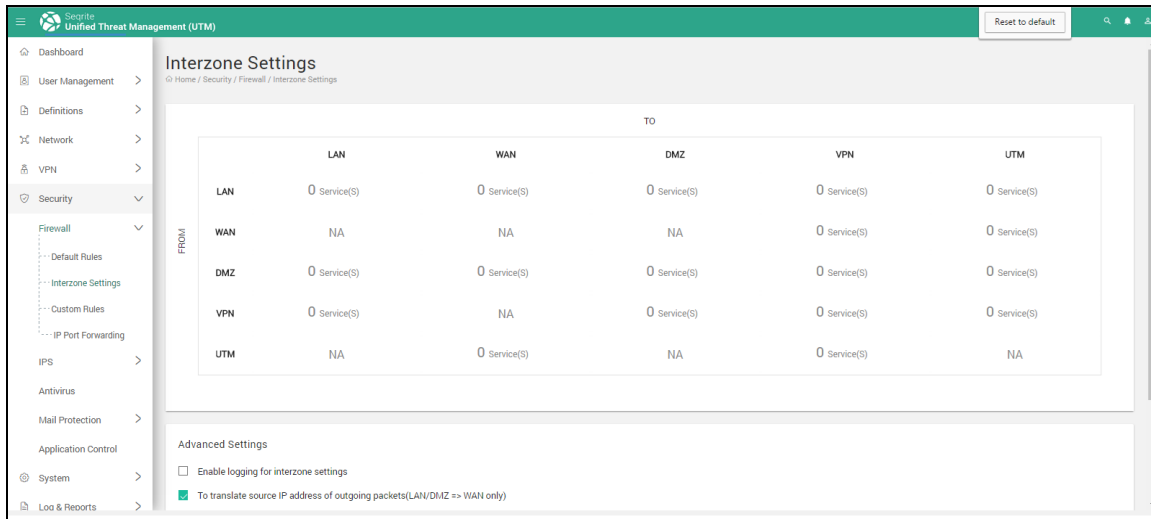 Seqrite
Unified Threat Management (UTM)
Reset to default
Dashboard
User Management
Definitions
Network
VPN
Security
Firewall
Default Rules
Interzone Settings
Custom Rules
IP Port Forwarding
IPS
Antivirus
Mail Protection
Application Control
System
Log & Reports
Interzone Settings
Home / Security / Firewall / Interzone Settings
TO
LAN WAN DMZ VPN UTM
FROM
LAN 0 Service(S) 0 Service(S) 0 Service(S) 0 Service(S) 0 Service(S)
WAN NA NA NA 0 Service(S) 0 Service(S)
DMZ 0 Service(S) 0 Service(S) 0 Service(S) 0 Service(S) 0 Service(S)
VPN 0 Service(S) NA 0 Service(S) 0 Service(S) 0 Service(S)
UTM NA 0 Service(S) NA 0 Service(S) NA
Advanced Settings
Enable logging for interzone settings
To translate source IP address of outgoing packets(LAN/DMZ => WAN only)